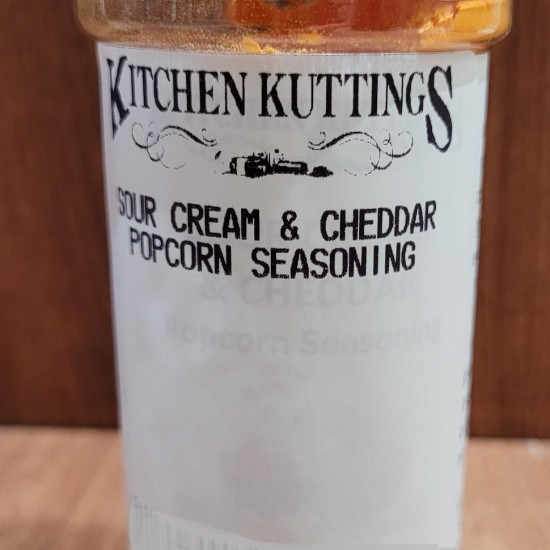 KITCHEN KUTTINGS
SOUR CREAM & CHEDDAR
POPCORN SEASONING
& CHEDDAR
Popcorn Seasoning